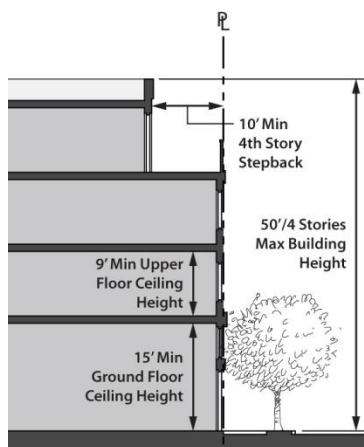 PL
10' Min
4th Story
Stepback
50'/4 Stories
Max Building
Height
9' Min Upper
Floor Ceiling
Height
15' Min
Ground Floor
Ceiling Height